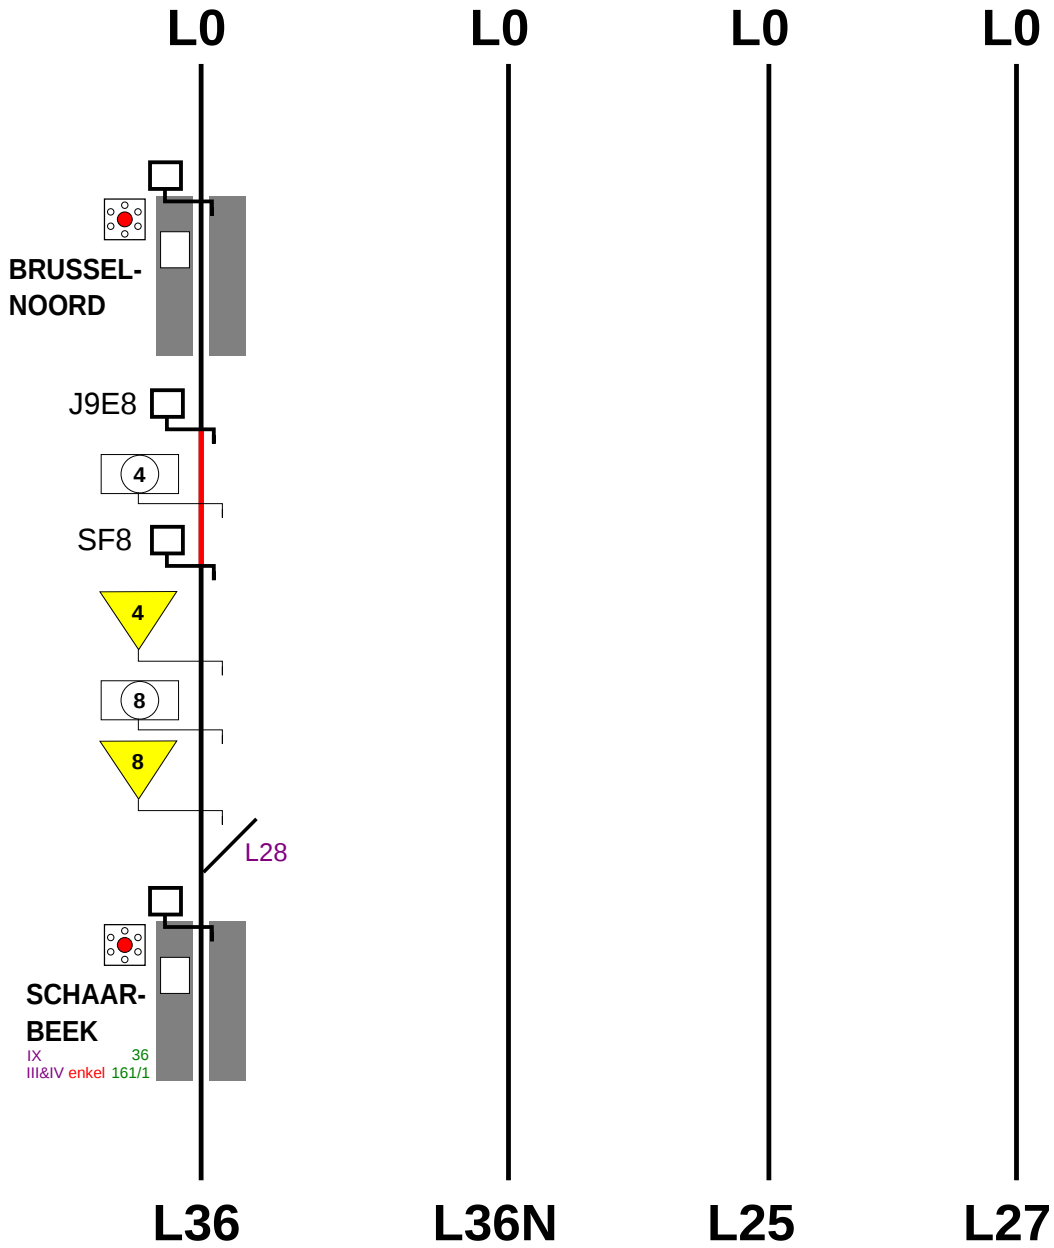 L0 L0 L0 L0
BRUSSEL-
NOORD
J9E8
4
SF8
4
8
8
L28
SCHAAR-
BEEK
IX 36
III&IV enkel 161/1
L36 L36N L25 L27